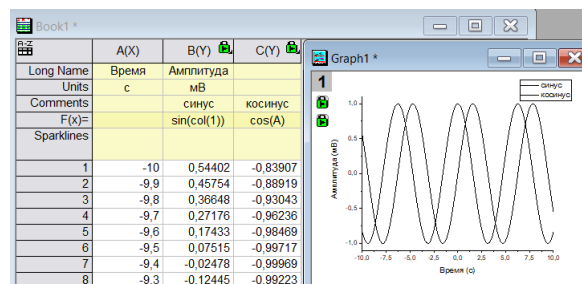 Book1 *
A(X) B(Y) C(Y)
Long Name Время Амплитуда
Units с мВ
Comments синус косинус
F(x)= sin(col(1)) cos(A)
Sparklines
1 -10 0,54402 -0,83907
2 -9,9 0,45754 -0,88919
3 -9,8 0,36648 -0,93043
4 -9,7 0,27176 -0,96236
5 -9,6 0,17433 -0,98469
6 -9,5 0,07515 -0,99717
7 -9,4 -0,02478 -0,99969
8 -9,3 -0,12445 -0,99223
Graph1 *
1
синус
косинус
1,0
0,5
0,0
-0,5
-1,0
Амплитуда (мВ)
-10,0 -7,5 -5,0 -2,5 0,0 2,5 5,0 7,5 10,0
Время (с)